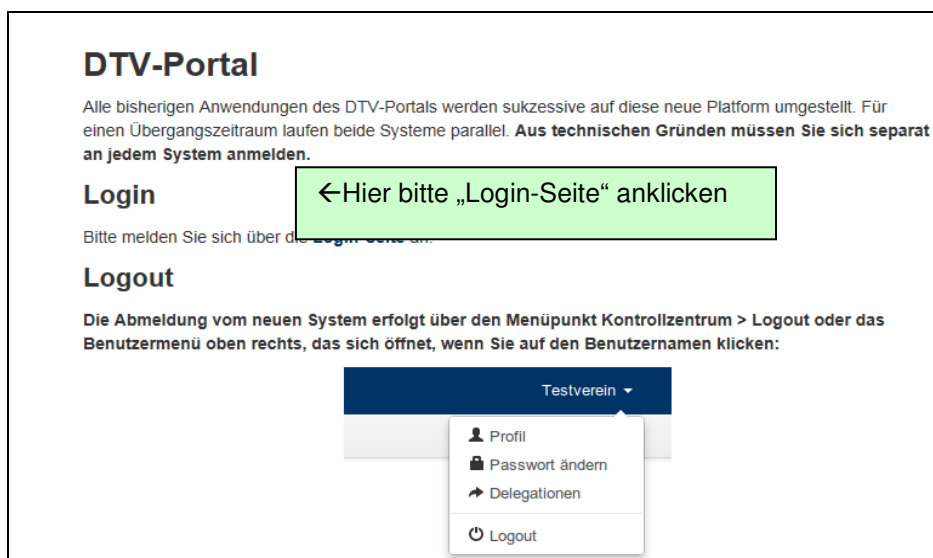 DTV-Portal
Alle bisherigen Anwendungen des DTV-Portals werden sukzessive auf diese neue Platform umgestellt. Für
einen Übergangszeitraum laufen beide Systeme parallel. Aus technischen Gründen müssen Sie sich separat
an jedem System anmelden.
Login
←Hier bitte „Login-Seite“ anklicken
Bitte melden Sie sich über die Login-Seite an.
Logout
Die Abmeldung vom neuen System erfolgt über den Menüpunkt Kontrollzentrum > Logout oder das
Benutzermenü oben rechts, das sich öffnet, wenn Sie auf den Benutzernamen klicken:
Testverein
Profil
Passwort ändern
Delegationen
Logout